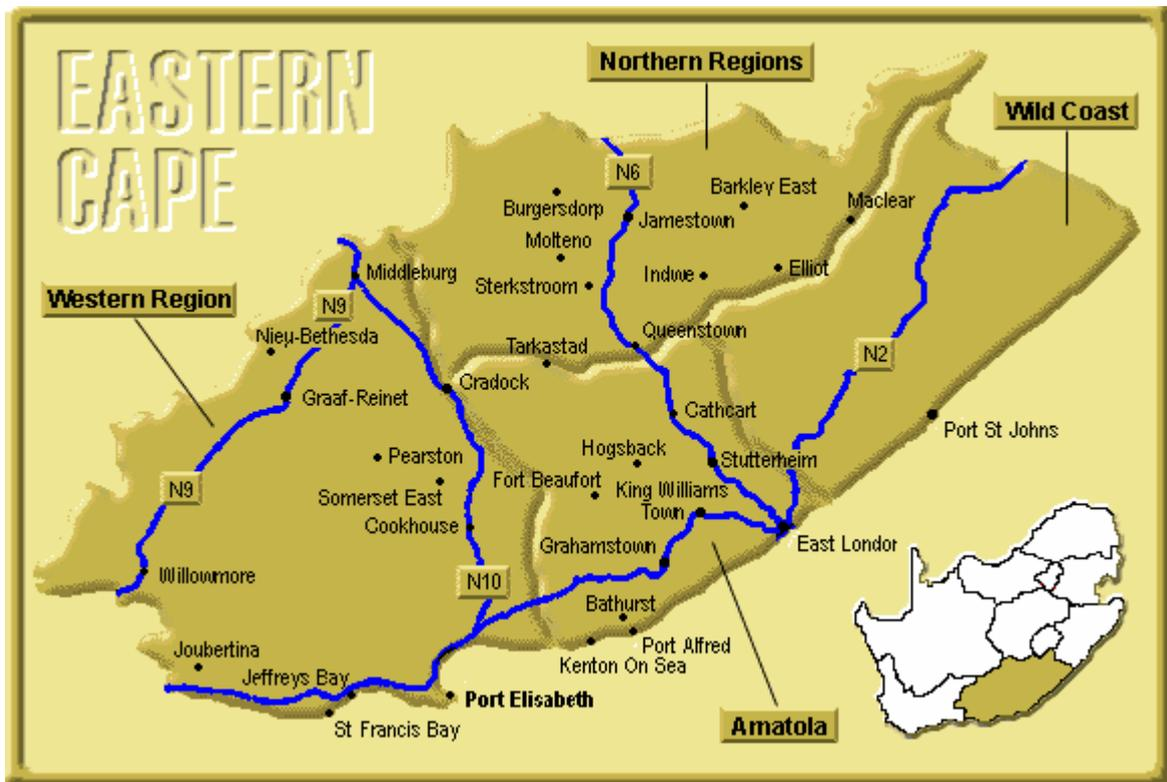 EASTERN
CAPE
Northern Regions
Wild Coast
N6
Barkley East
Burgersdorp
Maclear
Jamestown
Molteno
Middleburg
Indwe
Elliot
Sterkstroom
Western Region
N9
Nieu-Bethesda
Queenstown
Tarkastad
N2
Cradock
Graaf-Reinet
Cathcart
Port St Johns
Hogsback
Pearston
Stutterheim
Fort Beaufort
N9
King Williams
Town
Somerset East
Cookhouse
East London
Grahamstown
Willowmore
N10
Bathurst
Port Alfred
Joubertina
Kenton On Sea
Jeffreys Bay
Port Elisabeth
St Francis Bay
Amatola